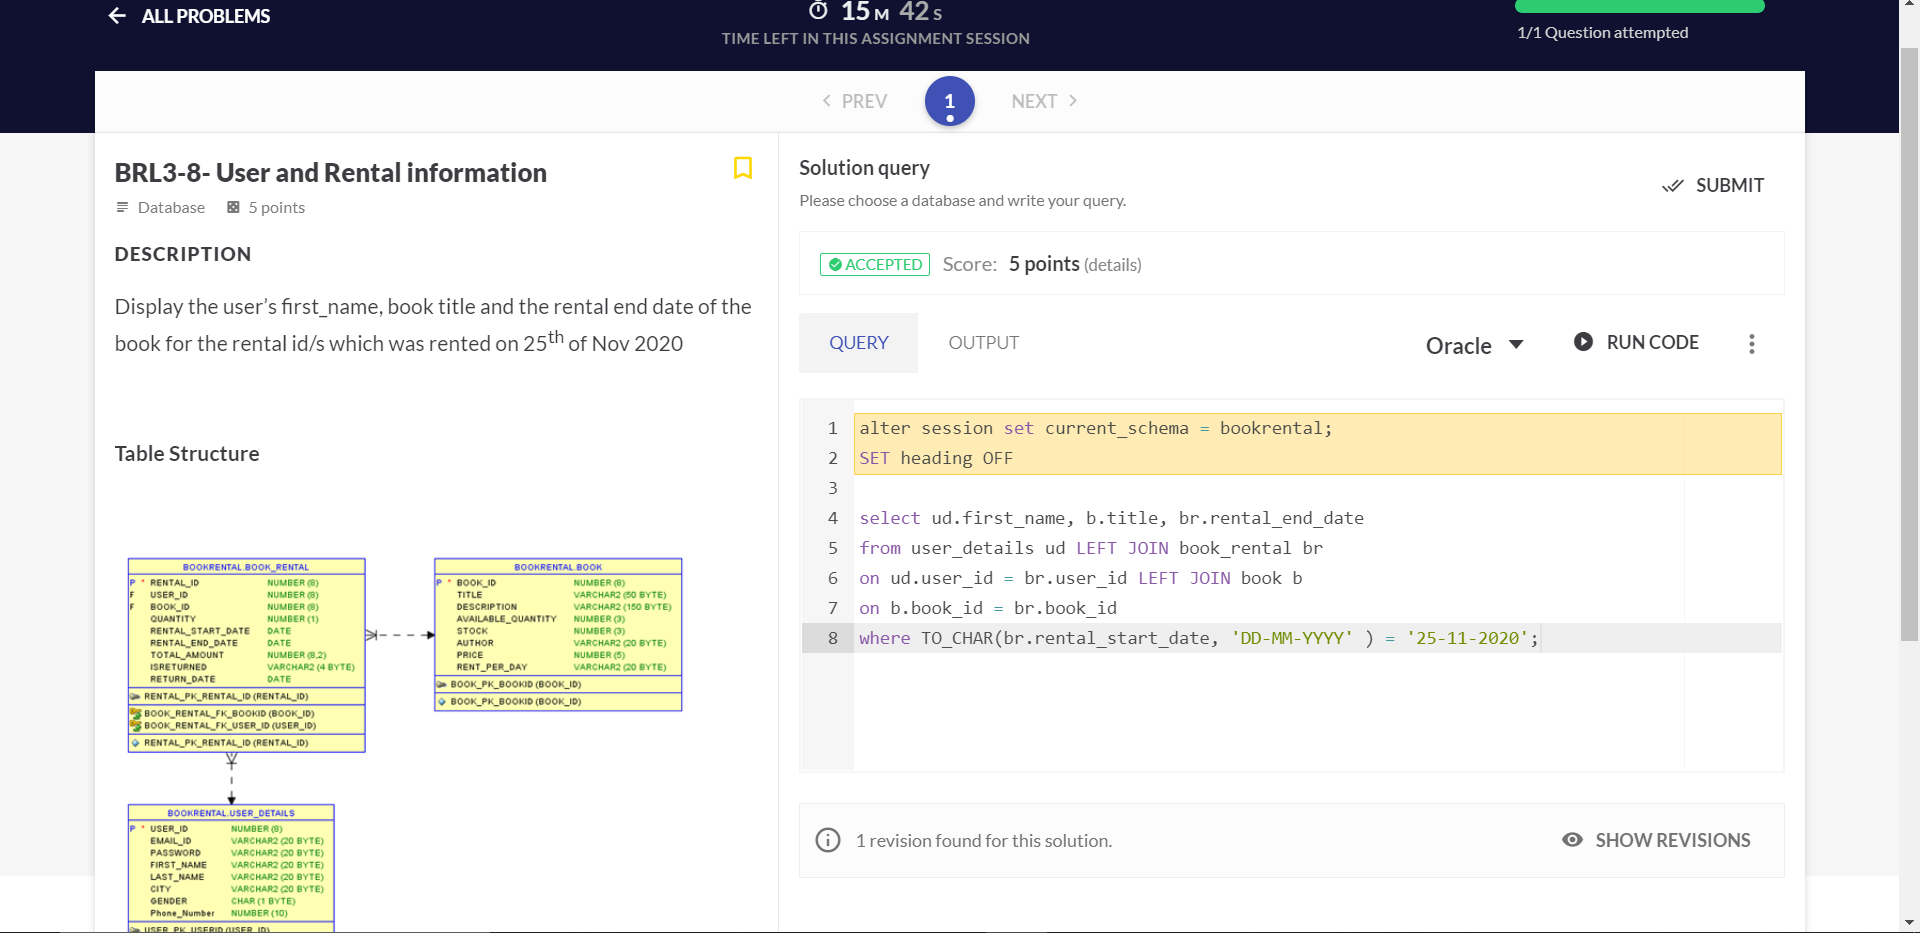 ALL PROBLEMS
15 M 42 S
TIME LEFT IN THIS ASSIGNMENT SESSION
1/1 Question attempted
PREV
1
NEXT
BRL3-8- User and Rental information
Database 5 points
DESCRIPTION
Display the user’s first_name, book title and the rental end date of the
book for the rental id/s which was rented on 25th of Nov 2020
Table Structure
BOOKRENTAL.BOOK_RENTAL
P * RENTAL_ID NUMBER (8)
F USER_ID NUMBER (8)
F BOOK_ID NUMBER (8)
QUANTITY NUMBER (1)
RENTAL_START_DATE DATE
RENTAL_END_DATE DATE
TOTAL_AMOUNT NUMBER (8,2)
ISRETURNED VARCHAR2 (4 BYTE)
RETURN_DATE DATE
RENTAL_PK_RENTAL_ID (RENTAL_ID)
BOOK_RENTAL_FK_BOOKID (BOOK_ID)
BOOK_RENTAL_FK_USER_ID (USER_ID)
RENTAL_PK_RENTAL_ID (RENTAL_ID)
BOOKRENTAL.BOOK
P * BOOK_ID NUMBER (8)
TITLE VARCHAR2 (50 BYTE)
DESCRIPTION VARCHAR2 (150 BYTE)
AVAILABLE_QUANTITY NUMBER (3)
STOCK NUMBER (3)
AUTHOR VARCHAR2 (20 BYTE)
PRICE NUMBER (5)
RENT_PER_DAY VARCHAR2 (20 BYTE)
BOOK_PK_BOOKID (BOOK_ID)
BOOK_PK_BOOKID (BOOK_ID)
BOOKRENTAL.USER_DETAILS
P * USER_ID NUMBER (8)
EMAIL_ID VARCHAR2 (20 BYTE)
PASSWORD VARCHAR2 (20 BYTE)
FIRST_NAME VARCHAR2 (20 BYTE)
LAST_NAME VARCHAR2 (20 BYTE)
CITY VARCHAR2 (20 BYTE)
GENDER CHAR (1 BYTE)
Phone_Number NUMBER (10)
USER_PK_USERID (USER_ID)
Solution query
Please choose a database and write your query.
SUBMIT
ACCEPTED Score: 5 points (details)
QUERY
OUTPUT
Oracle
RUN CODE
1 alter session set current_schema = bookrental;
2 SET heading OFF
3
4 select ud.first_name, b.title, br.rental_end_date
5 from user_details ud LEFT JOIN book_rental br
6 on ud.user_id = br.user_id LEFT JOIN book b
7 on b.book_id = br.book_id
8 where TO_CHAR(br.rental_start_date, 'DD-MM-YYYY' ) = '25-11-2020';
1 revision found for this solution.
SHOW REVISIONS